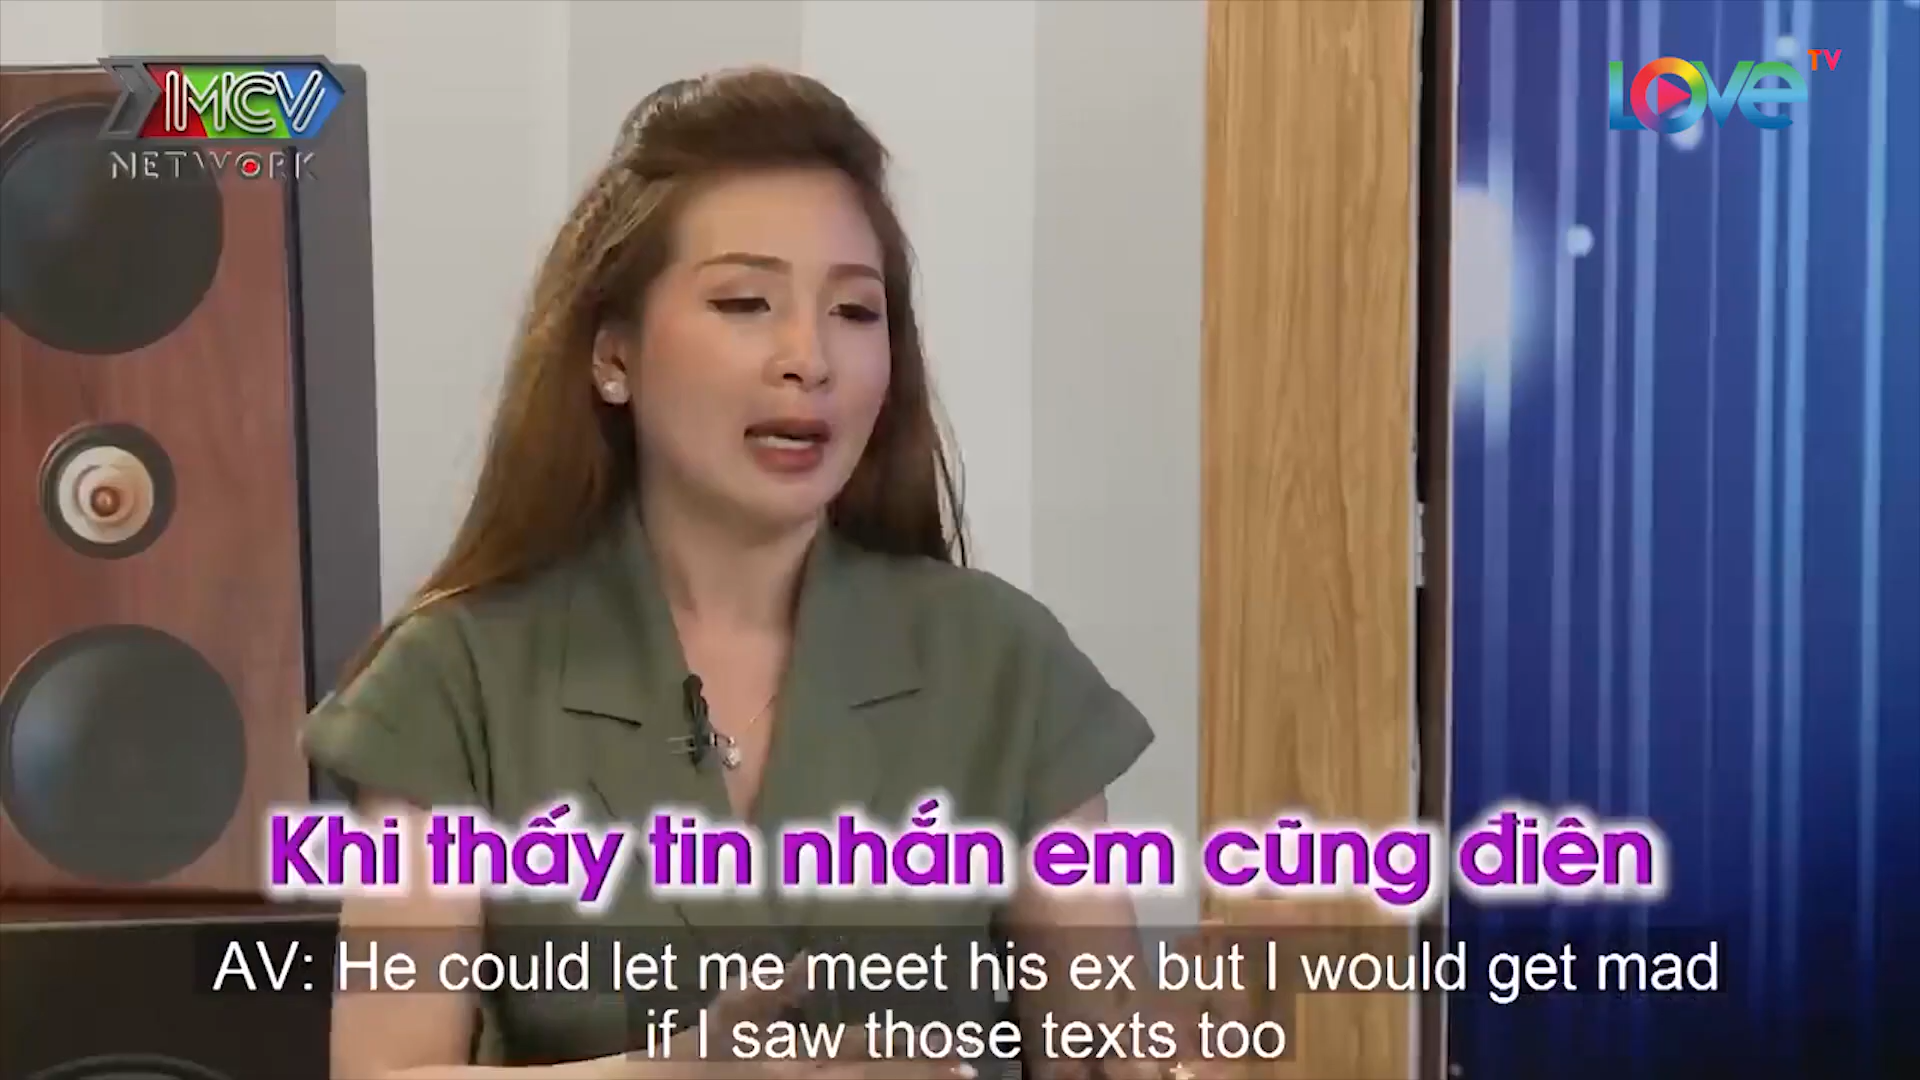 MCV
NETWORK
LOVE TV
Khi thấy tin nhắn em cũng điên
AV: He could let me meet his ex but I would get mad
if I saw those texts too